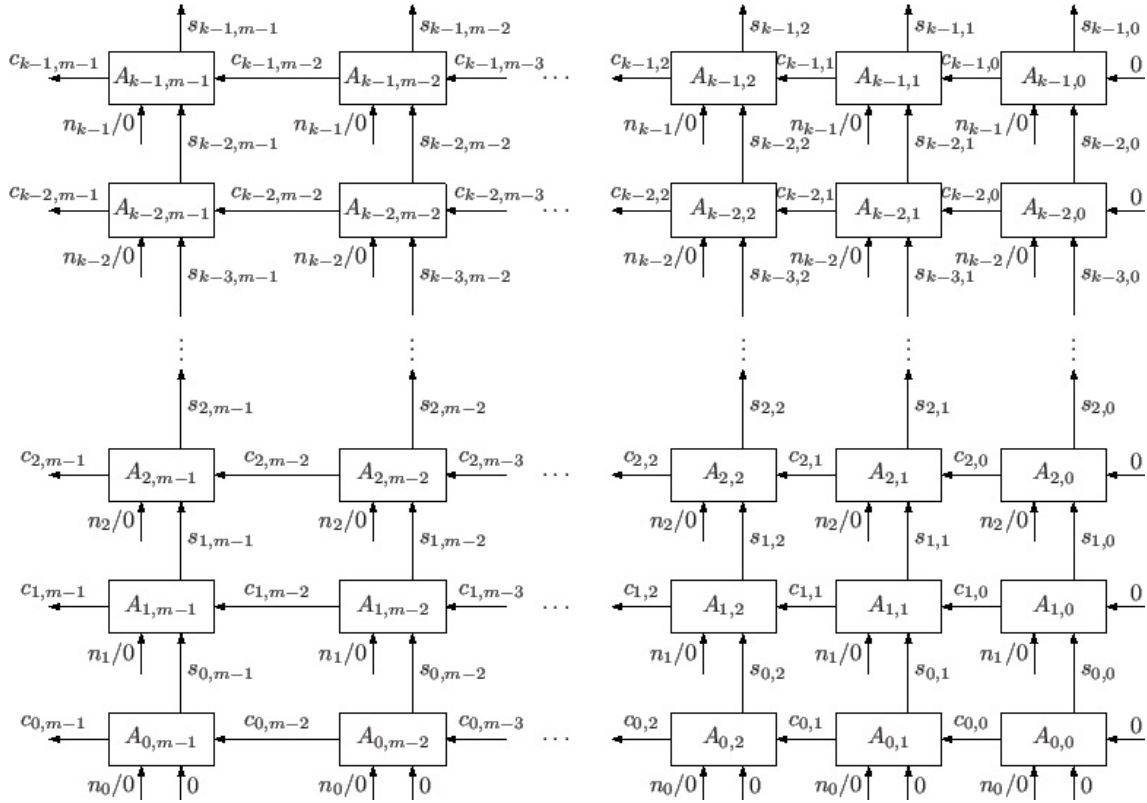 s_{k−1,m−1} s_{k−1,m−2} s_{k−1,2} s_{k−1,1} s_{k−1,0}
c_{k−1,m−1} A_{k−1,m−1} c_{k−1,m−2} A_{k−1,m−2} c_{k−1,m−3} ⋯ c_{k−1,2} A_{k−1,2} c_{k−1,1} A_{k−1,1} c_{k−1,0} A_{k−1,0} 0
n_{k−1}/0 n_{k−1}/0 n_{k−1}/0 n_{k−1}/0 n_{k−1}/0
s_{k−2,m−1} s_{k−2,m−2} s_{k−2,2} s_{k−2,1} s_{k−2,0}
c_{k−2,m−1} A_{k−2,m−1} c_{k−2,m−2} A_{k−2,m−2} c_{k−2,m−3} ⋯ c_{k−2,2} A_{k−2,2} c_{k−2,1} A_{k−2,1} c_{k−2,0} A_{k−2,0} 0
n_{k−2}/0 n_{k−2}/0 n_{k−2}/0 n_{k−2}/0 n_{k−2}/0
s_{k−3,m−1} s_{k−3,m−2} s_{k−3,2} s_{k−3,1} s_{k−3,0}
⋮ ⋮ ⋮ ⋮ ⋮
s_{2,m−1} s_{2,m−2} s_{2,2} s_{2,1} s_{2,0}
c_{2,m−1} A_{2,m−1} c_{2,m−2} A_{2,m−2} c_{2,m−3} ⋯ c_{2,2} A_{2,2} c_{2,1} A_{2,1} c_{2,0} A_{2,0} 0
n_2/0 n_2/0 n_2/0 n_2/0 n_2/0
s_{1,m−1} s_{1,m−2} s_{1,2} s_{1,1} s_{1,0}
c_{1,m−1} A_{1,m−1} c_{1,m−2} A_{1,m−2} c_{1,m−3} ⋯ c_{1,2} A_{1,2} c_{1,1} A_{1,1} c_{1,0} A_{1,0} 0
n_1/0 n_1/0 n_1/0 n_1/0 n_1/0
s_{0,m−1} s_{0,m−2} s_{0,2} s_{0,1} s_{0,0}
c_{0,m−1} A_{0,m−1} c_{0,m−2} A_{0,m−2} c_{0,m−3} ⋯ c_{0,2} A_{0,2} c_{0,1} A_{0,1} c_{0,0} A_{0,0} 0
n_0/0 0 n_0/0 0 n_0/0 0 n_0/0 0 n_0/0 0